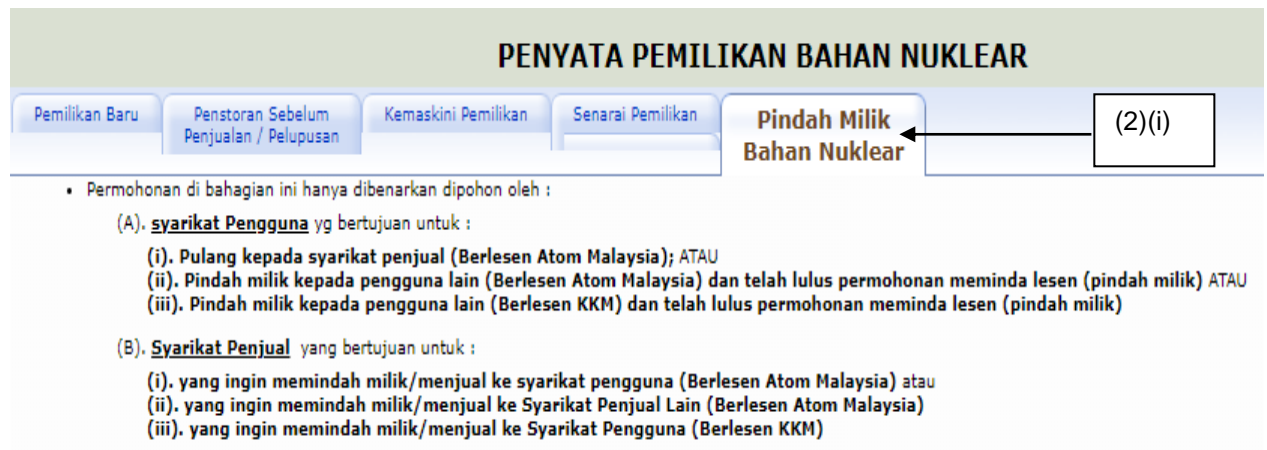 PENYATA PEMILIKAN BAHAN NUKLEAR
Pemilikan Baru
Penstoran Sebelum
Penjualan / Pelupusan
Kemaskini Pemilikan
Senarai Pemilikan
Pindah Milik
Bahan Nuklear
(2)(i)
• Permohonan di bahagian ini hanya dibenarkan dipohon oleh :
(A). syarikat Pengguna yg bertujuan untuk :
(i). Pulang kepada syarikat penjual (Berlesen Atom Malaysia); ATAU
(ii). Pindah milik kepada pengguna lain (Berlesen Atom Malaysia) dan telah lulus permohonan meminda lesen (pindah milik) ATAU
(iii). Pindah milik kepada pengguna lain (Berlesen KKM) dan telah lulus permohonan meminda lesen (pindah milik)
(B). Syarikat Penjual yang bertujuan untuk :
(i). yang ingin memindah milik/menjual ke syarikat pengguna (Berlesen Atom Malaysia) atau
(ii). yang ingin memindah milik/menjual ke Syarikat Penjual Lain (Berlesen Atom Malaysia)
(iii). yang ingin memindah milik/menjual ke Syarikat Pengguna (Berlesen KKM)